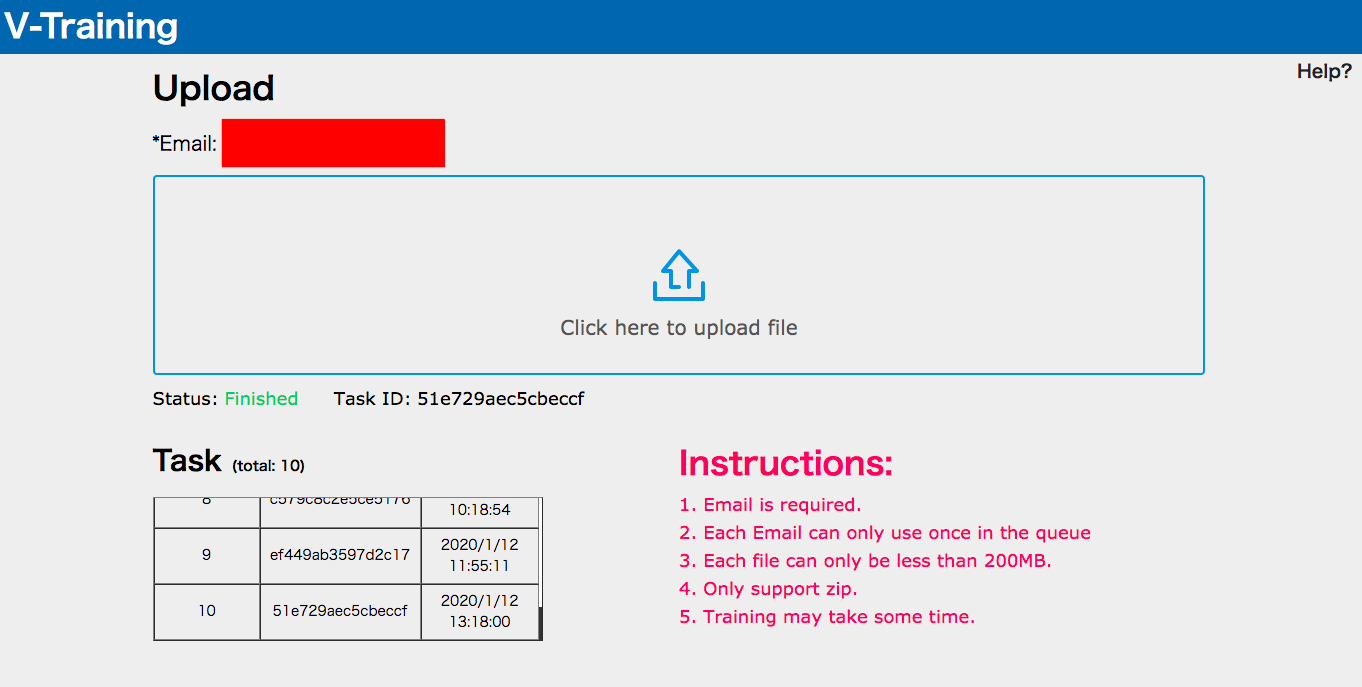 V-Training
Help?
Upload
*Email:
Click here to upload file
Status: Finished Task ID: 51e729aec5cbeccf
Task (total: 10)
8 c579c8c2e5ce5176 10:18:54
9 ef449ab3597d2c17 2020/1/12
11:55:11
10 51e729aec5cbeccf 2020/1/12
13:18:00
Instructions:
1. Email is required.
2. Each Email can only use once in the queue
3. Each file can only be less than 200MB.
4. Only support zip.
5. Training may take some time.